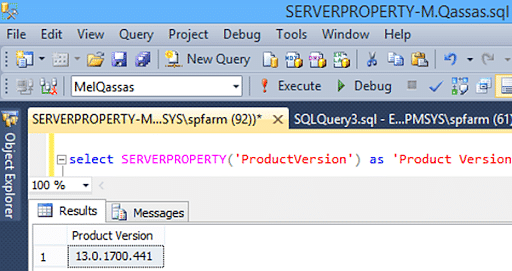 SERVERPROPERTY-M.Qassas.sql
File Edit View Query Project Debug Tools Window Help
New Query
MelQassas Execute Debug
SERVERPROPERTY-M...SYS\spfarm (92))* SQLQuery3.sql - E...PMSYS\spfarm (61)
Object Explorer
select SERVERPROPERTY('ProductVersion') as 'Product Version
100 %
Results Messages
Product Version
1 13.0.1700.441